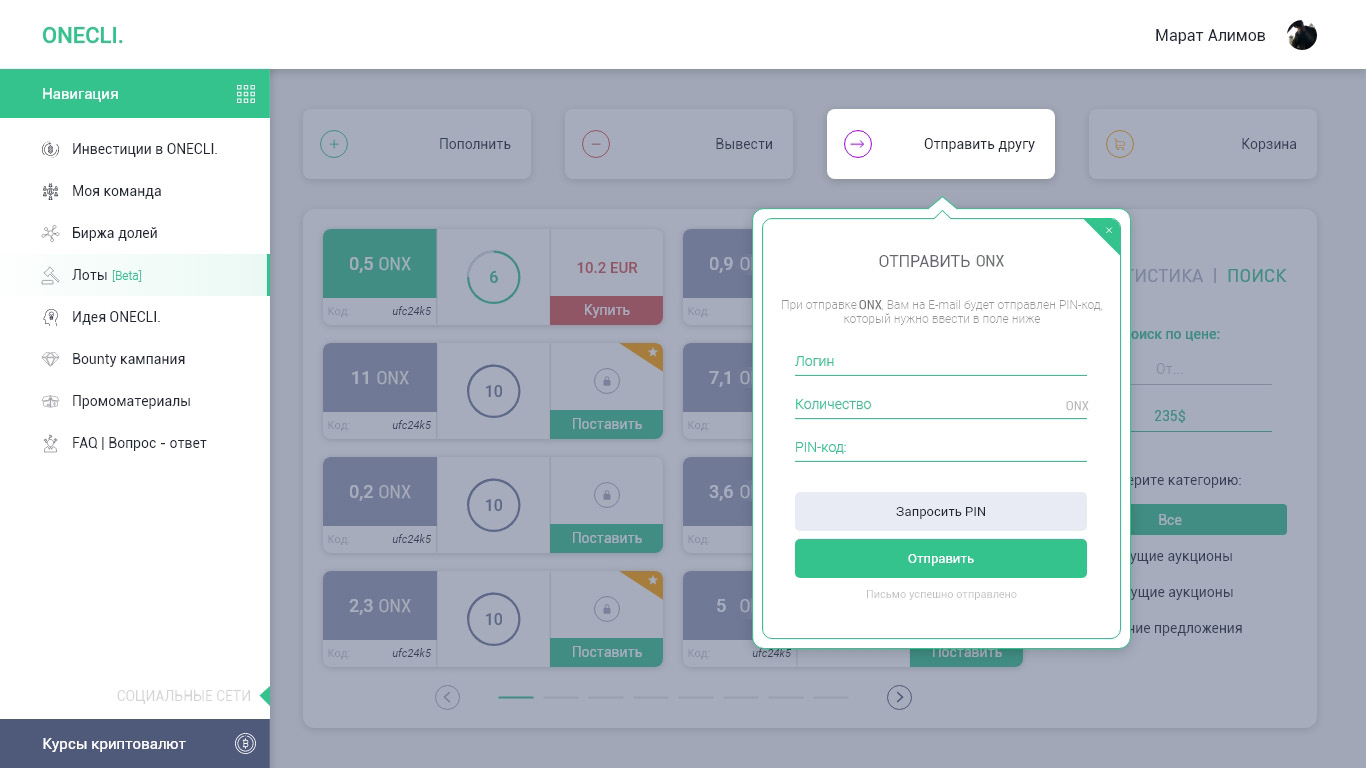 ONECLI.
Марат Алимов
Навигация
Инвестиции в ONECLI.
Моя команда
Биржа долей
Лоты [Beta]
Идея ONECLI.
Bounty кампания
Промоматериалы
FAQ | Вопрос - ответ
СОЦИАЛЬНЫЕ СЕТИ
Курсы криптовалют
Пополнить
Вывести
Отправить другу
Корзина
0,5 ONX
6
10.2 EUR
Код:
ufc24k5
Купить
11 ONX
10
Код:
ufc24k5
Поставить
0,2 ONX
10
Код:
ufc24k5
Поставить
2,3 ONX
10
Код:
ufc24k5
Поставить
0,9
Код:
7,1
Код:
3,6
Код:
5
Код:
ufc24k5
Поставить
ОТПРАВИТЬ ONX
При отправке ONX, Вам на E-mail будет отправлен PIN-код,
который нужно ввести в поле ниже
Логин
Количество
ONX
PIN-код:
Запросить PIN
Отправить
Письмо успешно отправлено
ТИСТИКА | ПОИСК
оиск по цене:
От...
235$
ерите категорию:
Все
ущие аукционы
ущие аукционы
ние предложения